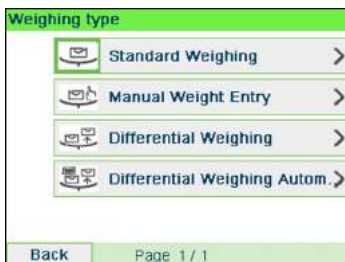 Weighing type
Standard Weighing
Manual Weight Entry
Differential Weighing
Differential Weighing Autom.
Back Page 1 / 1